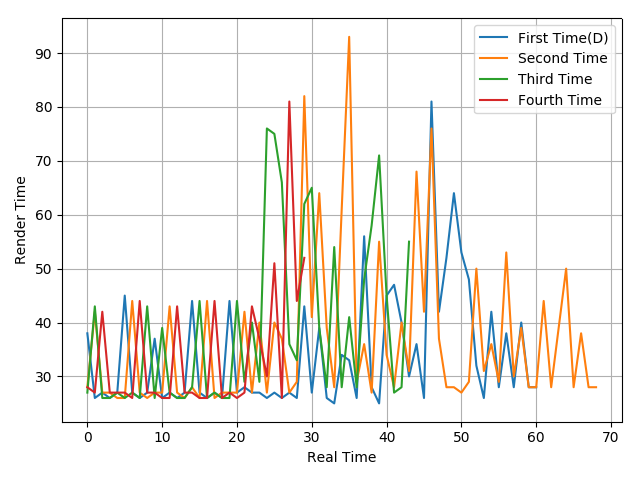 First Time(D)
Second Time
Third Time
Fourth Time
90
80
70
60
50
40
30
Render Time
0 10 20 30 40 50 60 70
Real Time